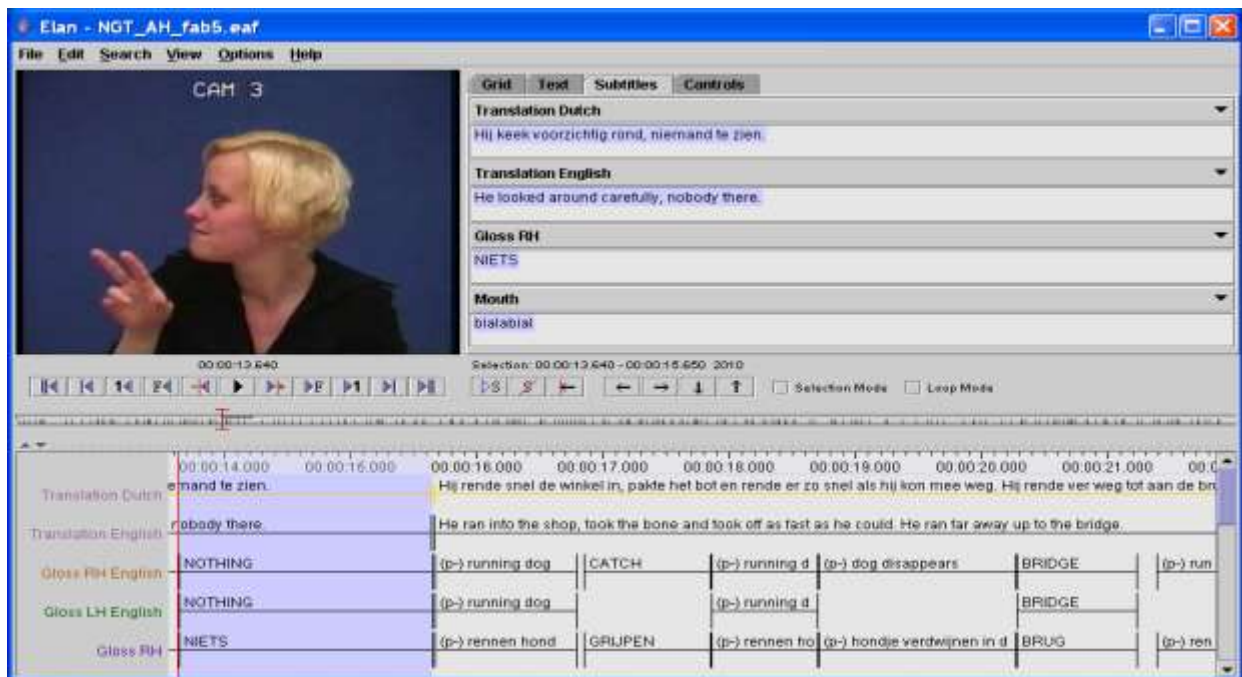 Elan - NGT_AH_fab5.eaf
File Edit Search View Options Help
CAM 3
Grid Text Subtitles Controls
Translation Dutch
Hij keek voorzichtig rond, niemand te zien.
Translation English
He looked around carefully, nobody there.
Gloss RH
NIETS
Mouth
blalablal
00:00:13.640
Selection: 00:00:13.640 - 00:00:15.650 2010
Selection Mode Loop Mode
00:00:14.000 00:00:15.000 00:00:16.000 00:00:17.000 00:00:18.000 00:00:19.000 00:00:20.000 00:00:21.000
Translation Dutch emand te zien. Hij rende snel de winkel in, pakte het bot en rende er zo snel als hij kon mee weg. Hij rende ver weg tot aan de
Translation English nobody there. He ran into the shop, took the bone and took off as fast as he could. He ran far away up to the bridge.
Gloss RH English NOTHING (p-) running dog CATCH (p-) running d (p-) dog disappears BRIDGE (p-) run
Gloss LH English NOTHING (p-) running dog (p-) running d BRIDGE
Gloss RH NIETS (p-) rennen hond GRIJPEN (p-) rennen ho (p-) hondje verdwijnen in d BRUG (p-) ren